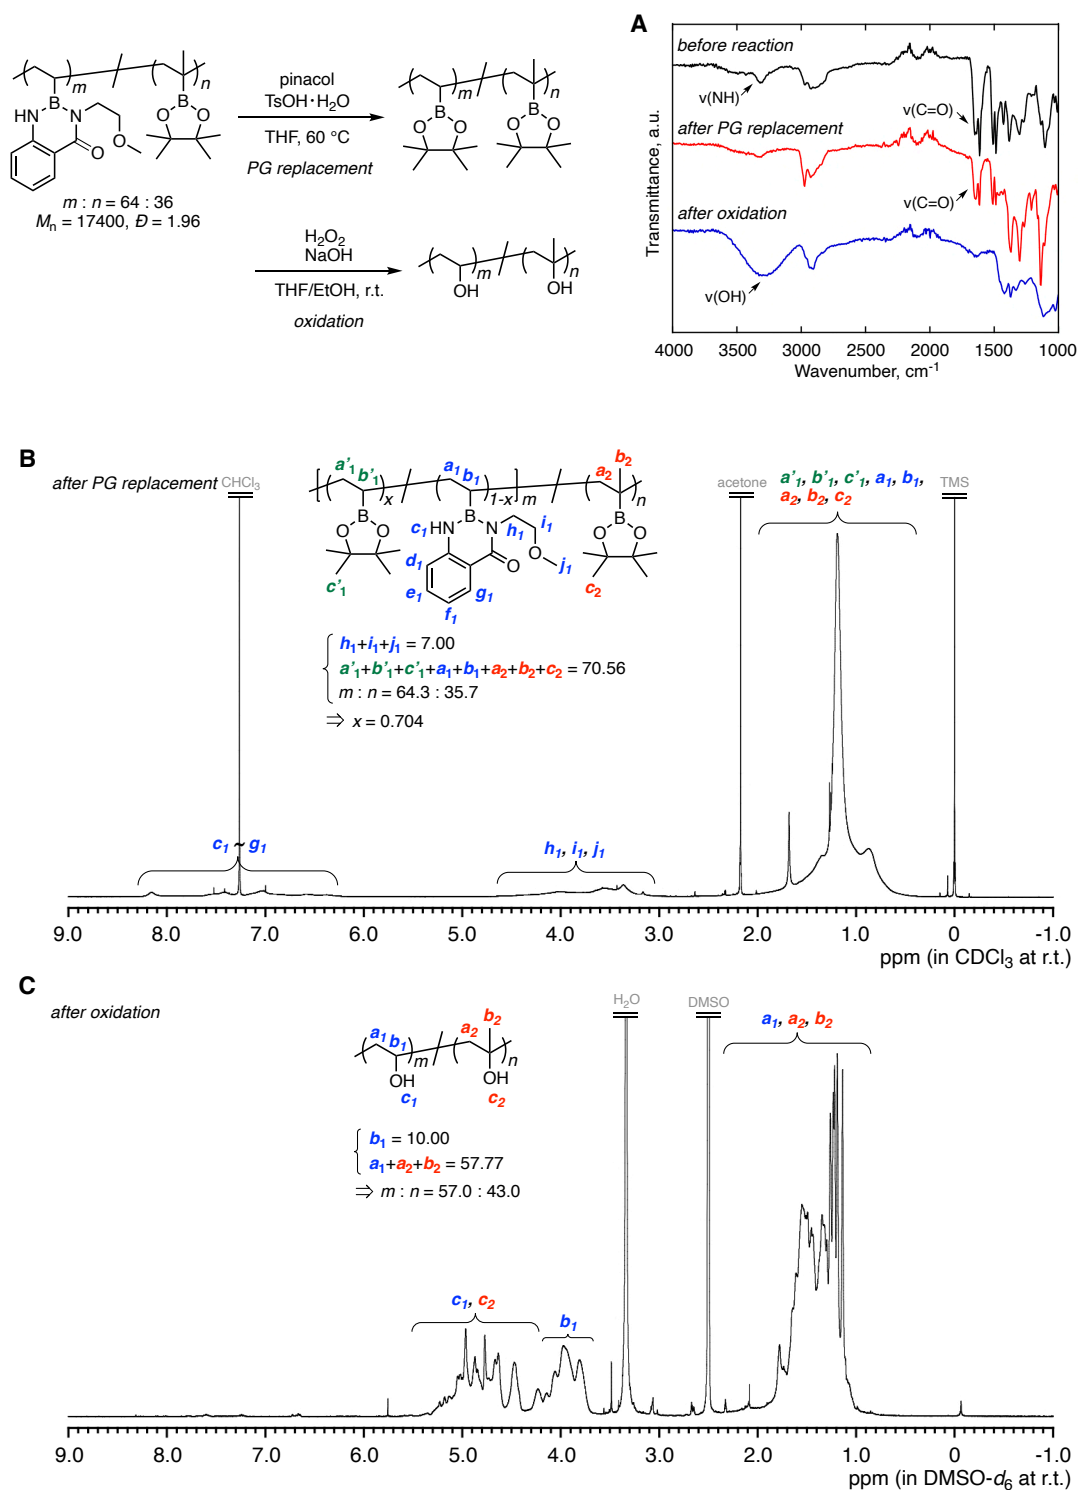 A
before reaction
ν(NH)
ν(C=O)
after PG replacement
ν(C=O)
after oxidation
ν(OH)
Transmittance, a.u.
4000 3500 3000 2500 2000 1500 1000
Wavenumber, cm-1
m n
B B
HN N O O O O
O O
pinacol
TsOH·H2O
THF, 60 °C
PG replacement
m n
B B
O O O O
m : n = 64 : 36
Mn = 17400, Đ = 1.96
H2O2
NaOH
THF/EtOH, r.t.
oxidation
m n
OH OH
B
after PG replacement
CHCl3
acetone
TMS
a'1 b'1 x a1 b1 1-x m a2 b2 n
B B B
O O c1 HN N h1 i1 O O
O j1 O
c'1 d1 e1 f1 g1 c2
h1+i1+j1 = 7.00
a'1+b'1+c'1+a1+b1+a2+b2+c2 = 70.56
m : n = 64.3 : 35.7
⇒ x = 0.704
a'1, b'1, c'1, a1, b1,
a2, b2, c2
c1 ~ g1
h1, i1, j1
9.0 8.0 7.0 6.0 5.0 4.0 3.0 2.0 1.0 0 -1.0
ppm (in CDCl3 at r.t.)
C
after oxidation
H2O
DMSO
a1 b1 m a2 b2 n
OH OH
c1 c2
b1 = 10.00
a1+a2+b2 = 57.77
⇒ m : n = 57.0 : 43.0
a1, a2, b2
c1, c2
b1
9.0 8.0 7.0 6.0 5.0 4.0 3.0 2.0 1.0 0 -1.0
ppm (in DMSO-d6 at r.t.)